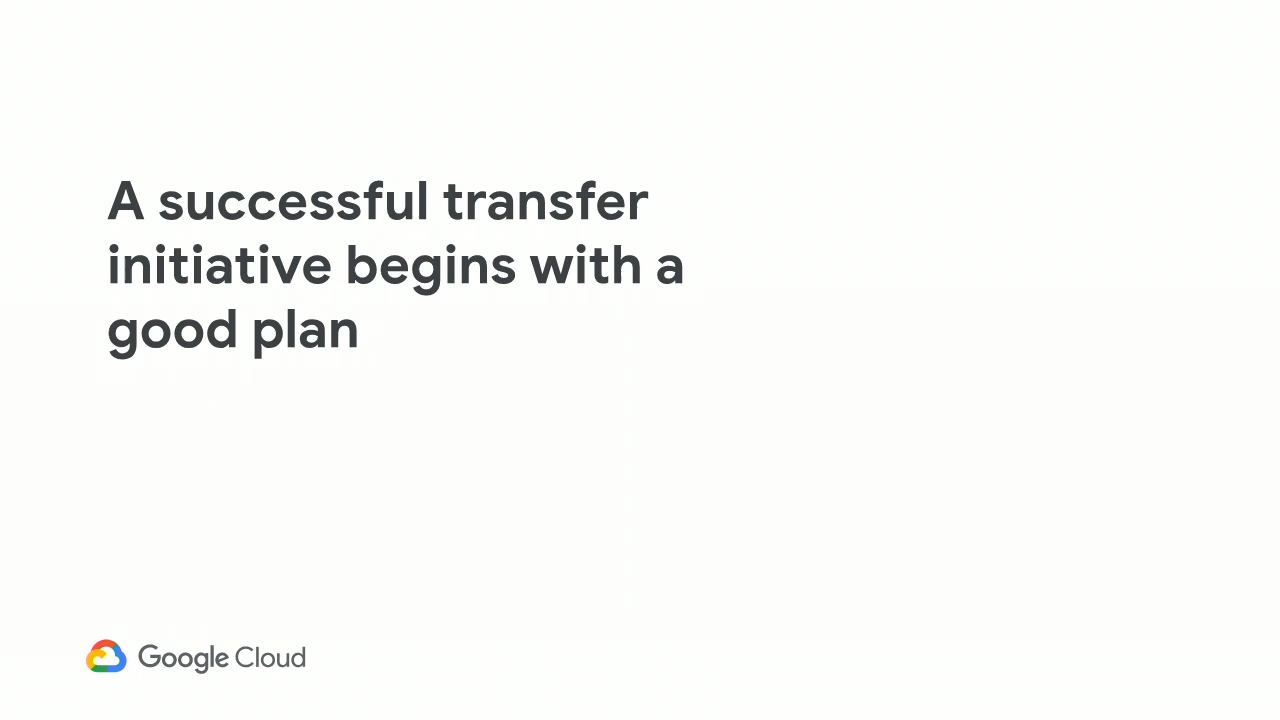 A successful transfer
initiative begins with a
good plan
Google Cloud